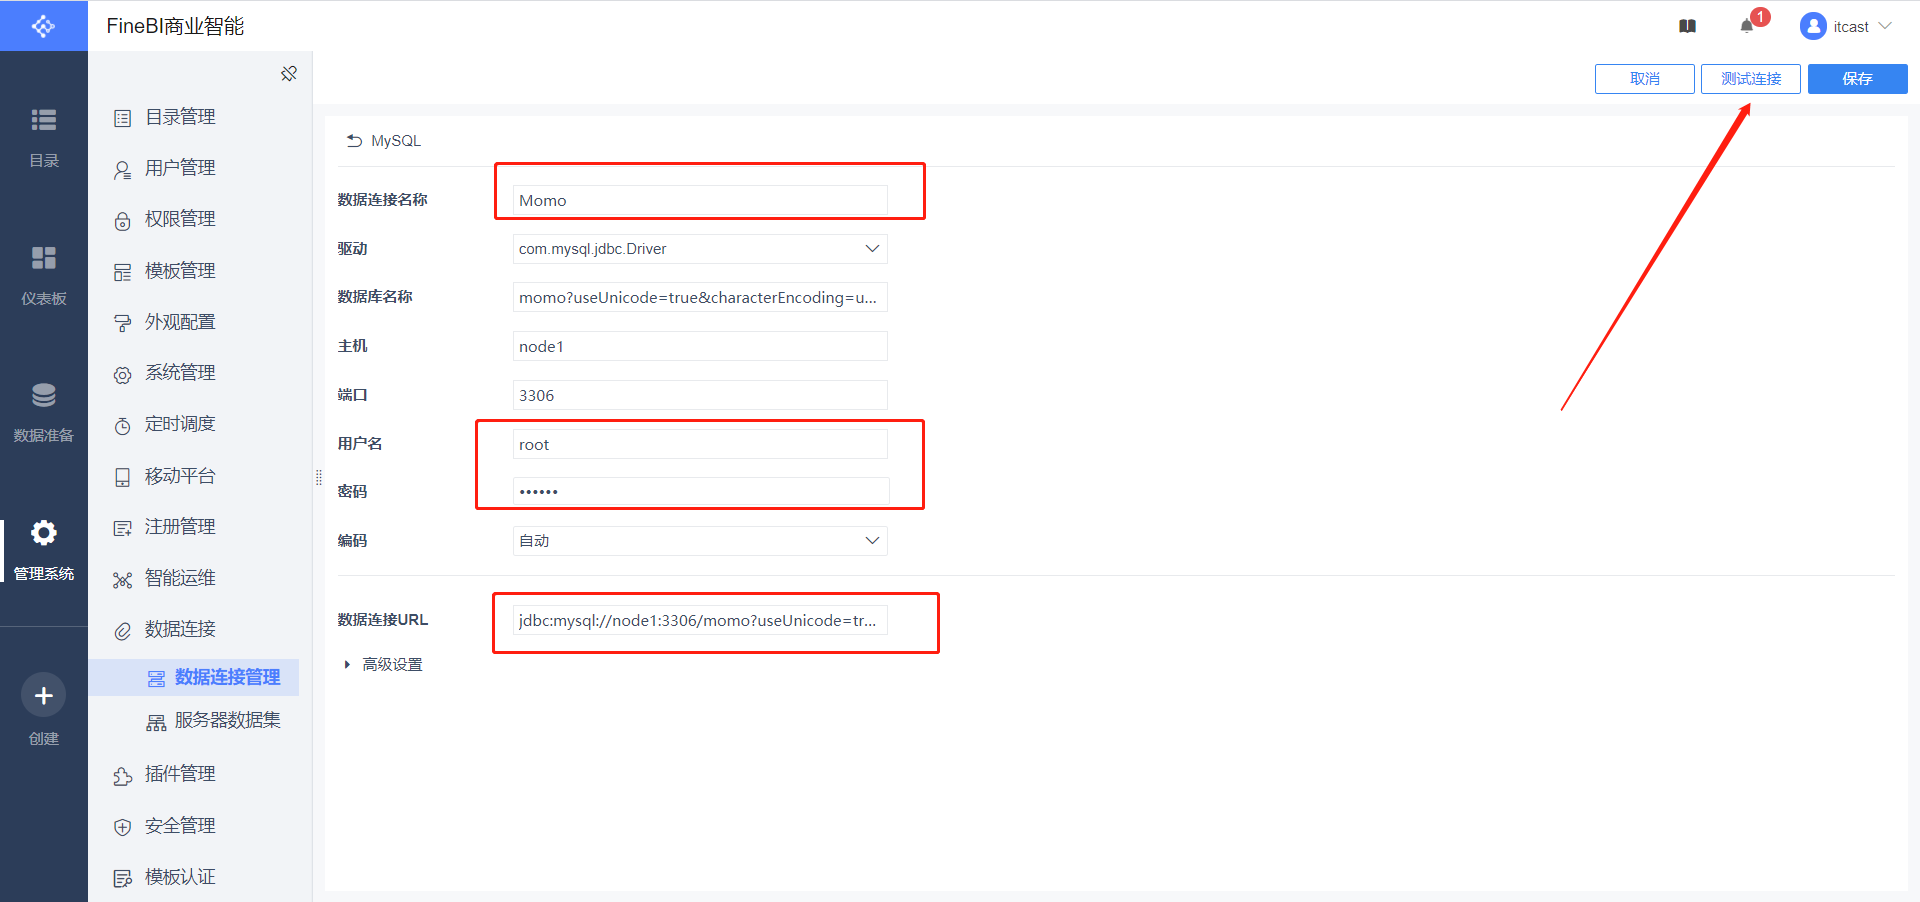 FineBI商业智能
1
itcast
取消
测试连接
保存
目录
仪表板
数据准备
管理系统
创建
目录管理
用户管理
权限管理
模板管理
外观配置
系统管理
定时调度
移动平台
注册管理
智能运维
数据连接
数据连接管理
服务器数据集
插件管理
安全管理
模板认证
MySQL
数据连接名称
Momo
驱动
com.mysql.jdbc.Driver
数据库名称
momo?useUnicode=true&characterEncoding=u...
主机
node1
端口
3306
用户名
root
密码
••••••
编码
自动
数据连接URL
jdbc:mysql://node1:3306/momo?useUnicode=tr...
高级设置